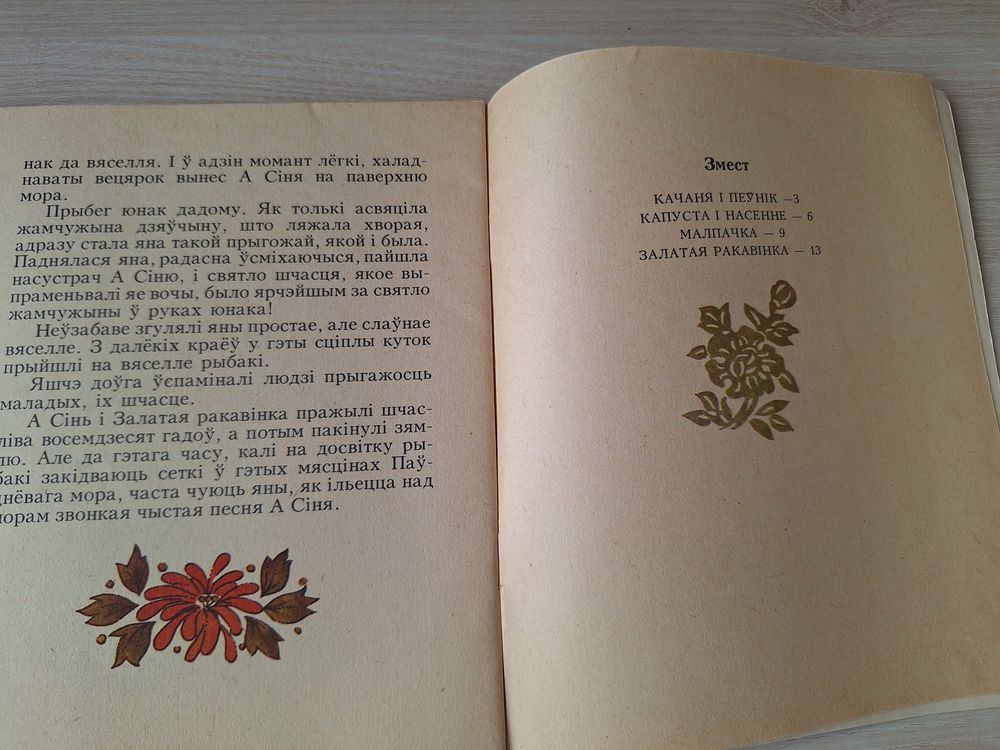 нак да вяселля. І ў адзін момант лёгкі, халад-
наваты вецярок вынес А Сіня на паверхню
мора.
Прыбег юнак дадому. Як толькі асвяціла
жамчужына дзяўчыну, што ляжала хворая,
адразу стала яна такой прыгожай, якой і была.
Паднялася яна, радасна ўсміхаючыся, пайшла
насустрач А Сіню, і святло шчасця, якое вы-
праменьвалі яе вочы, было ярчэйшым за святло
жамчужыны ў руках юнака!
Неўзабаве згулялі яны простае, але слаўнае
вяселле. З далёкіх краёў у гэты сціплы куток
прыйшлі на вяселле рыбакі.
Яшчэ доўга ўспаміналі людзі прыгажосць
маладых, іх шчасце.
А Сінь і Залатая ракавінка пражылі шчас-
ліва восемдзесят гадоў, а потым пакінулі зям-
лю. Але да гэтага часу, калі на досвітку ры-
бакі закідваюць сеткі ў гэтых мясцінах Паў-
днёвага мора, часта чуюць яны, як ільецца над
морам звонкая чыстая песня А Сіня.
Змест
КАЧАНЯ І ПЕЎНІК —3
КАПУСТА І НАСЕННЕ — 6
МАЛПАЧКА — 9
ЗАЛАТАЯ РАКАВІНКА — 13